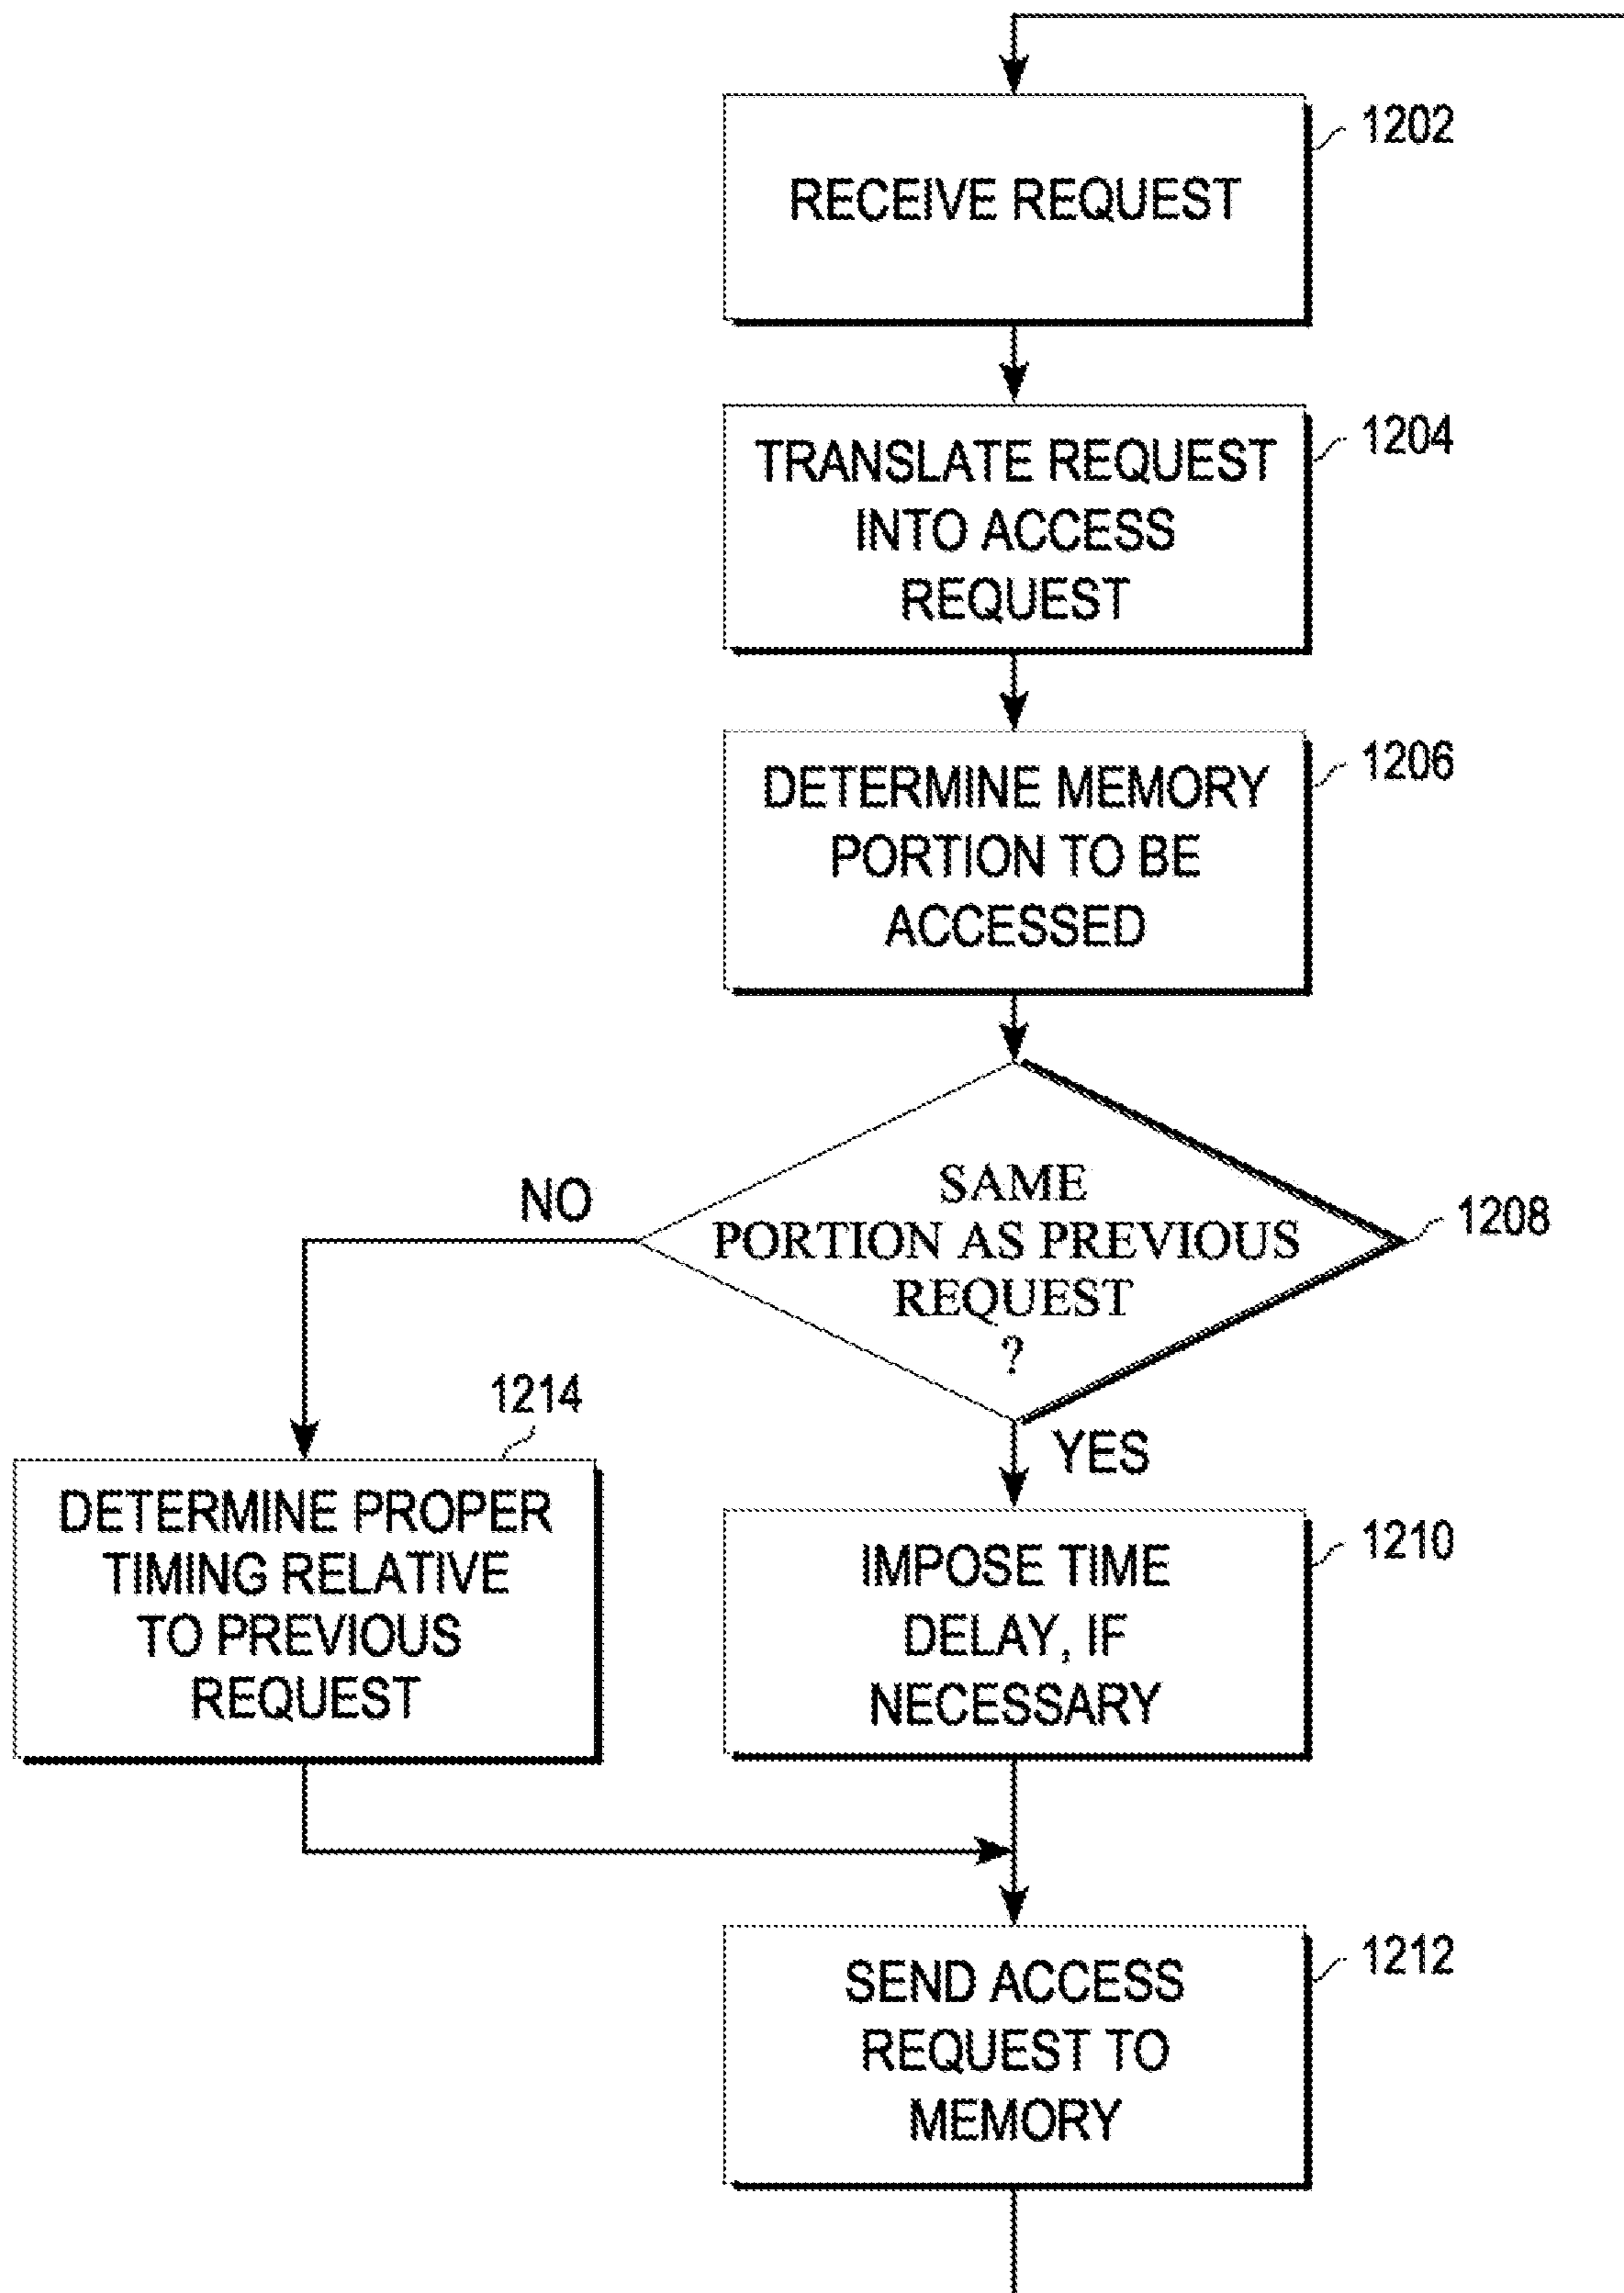 1202
RECEIVE REQUEST
1204
TRANSLATE REQUEST
INTO ACCESS
REQUEST
1206
DETERMINE MEMORY
PORTION TO BE
ACCESSED
1208
SAME
PORTION AS PREVIOUS
REQUEST
?
NO
YES
1214
DETERMINE PROPER
TIMING RELATIVE
TO PREVIOUS
REQUEST
1210
IMPOSE TIME
DELAY, IF
NECESSARY
1212
SEND ACCESS
REQUEST TO
MEMORY